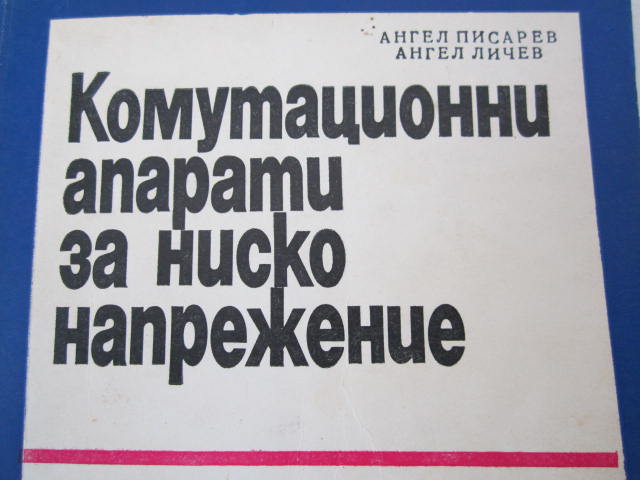 АНГЕЛ ПИСАРЕВ
АНГЕЛ ЛИЧЕВ
Комутационни
апарати
за ниско
напрежение